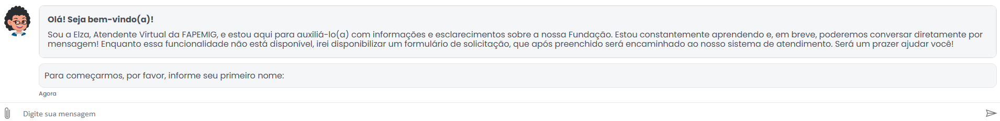 Olá! Seja bem-vindo(a)!
Sou a Elza, Atendente Virtual da FAPEMIG, e estou aqui para auxiliá-lo(a) com informações e esclarecimentos sobre a nossa Fundação. Estou constantemente aprendendo e, em breve, poderemos conversar diretamente por
mensagem! Enquanto essa funcionalidade não está disponível, irei disponibilizar um formulário de solicitação, que após preenchido será encaminhado ao nosso sistema de atendimento. Será um prazer ajudar você!
Para começarmos, por favor, informe seu primeiro nome:
Agora
Digite sua mensagem